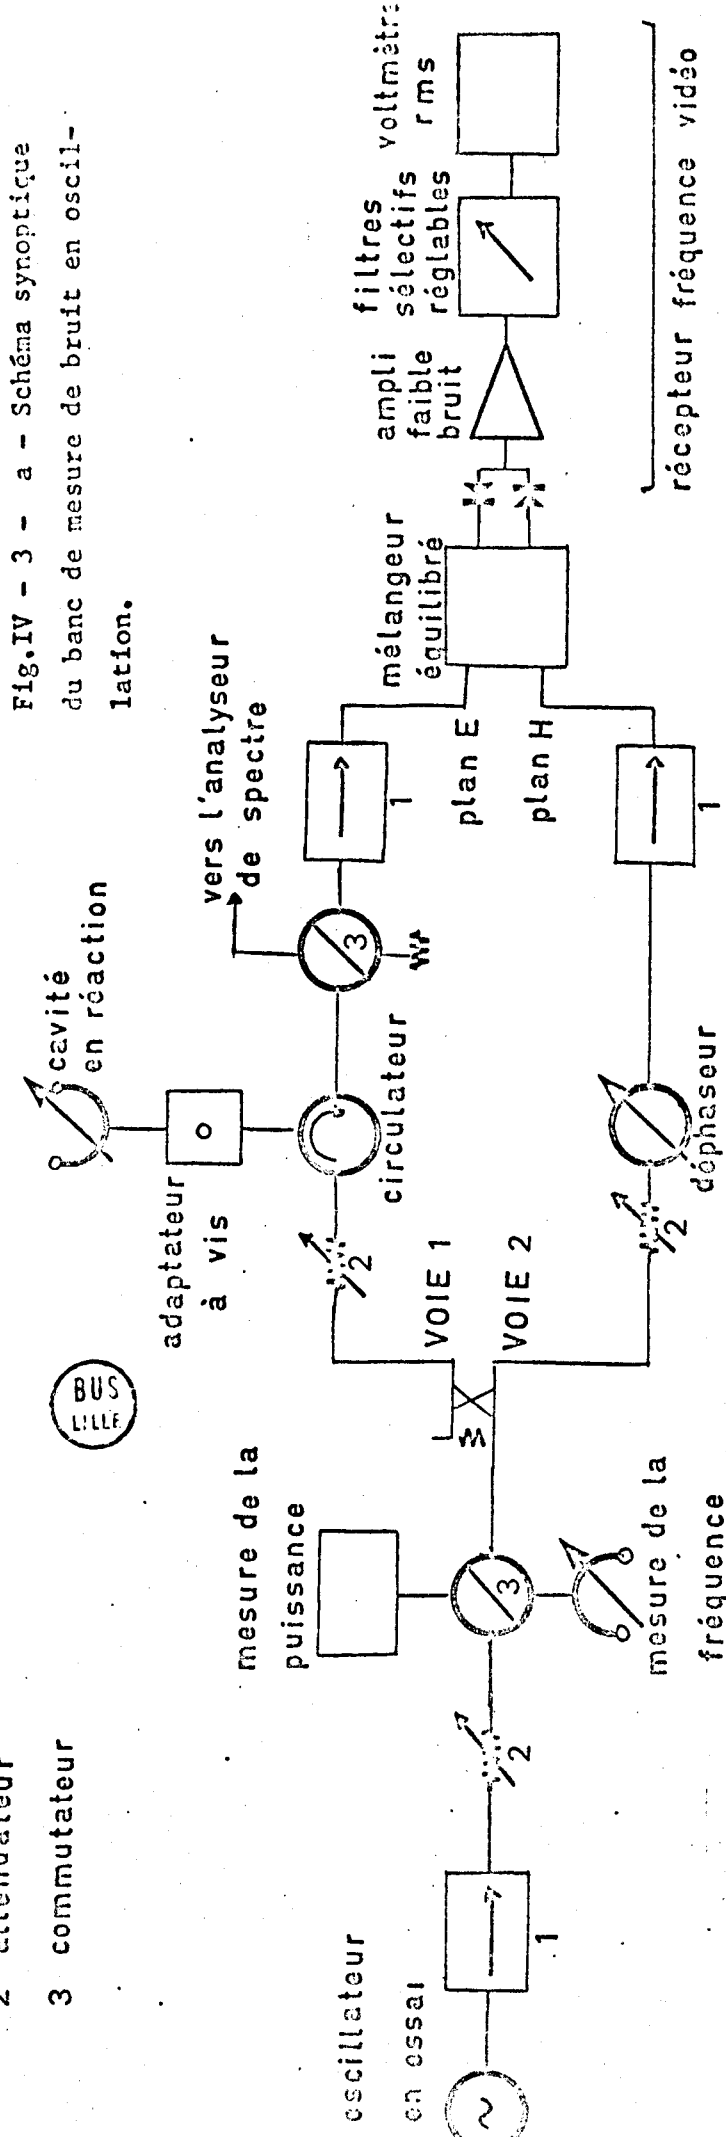 Fig.IV - 3 - a - Schéma synoptique
du banc de mesure de bruit en oscil-
lation.
2 atténuateur
3 commutateur
BUS
LILLE
oscillateur
en essai
1
2
mesure de la
puissance
3
mesure de la
fréquence
VOIE 1
VOIE 2
2
adaptateur
à vis
cavité
en réaction
circulateur
3
vers l'analyseur
de spectre
1
2
déphaseur
1
plan E
plan H
mélangeur
équilibré
ampli
faible
bruit
filtres
sélectifs
réglables
voltmètre
rms
récepteur fréquence vidéo